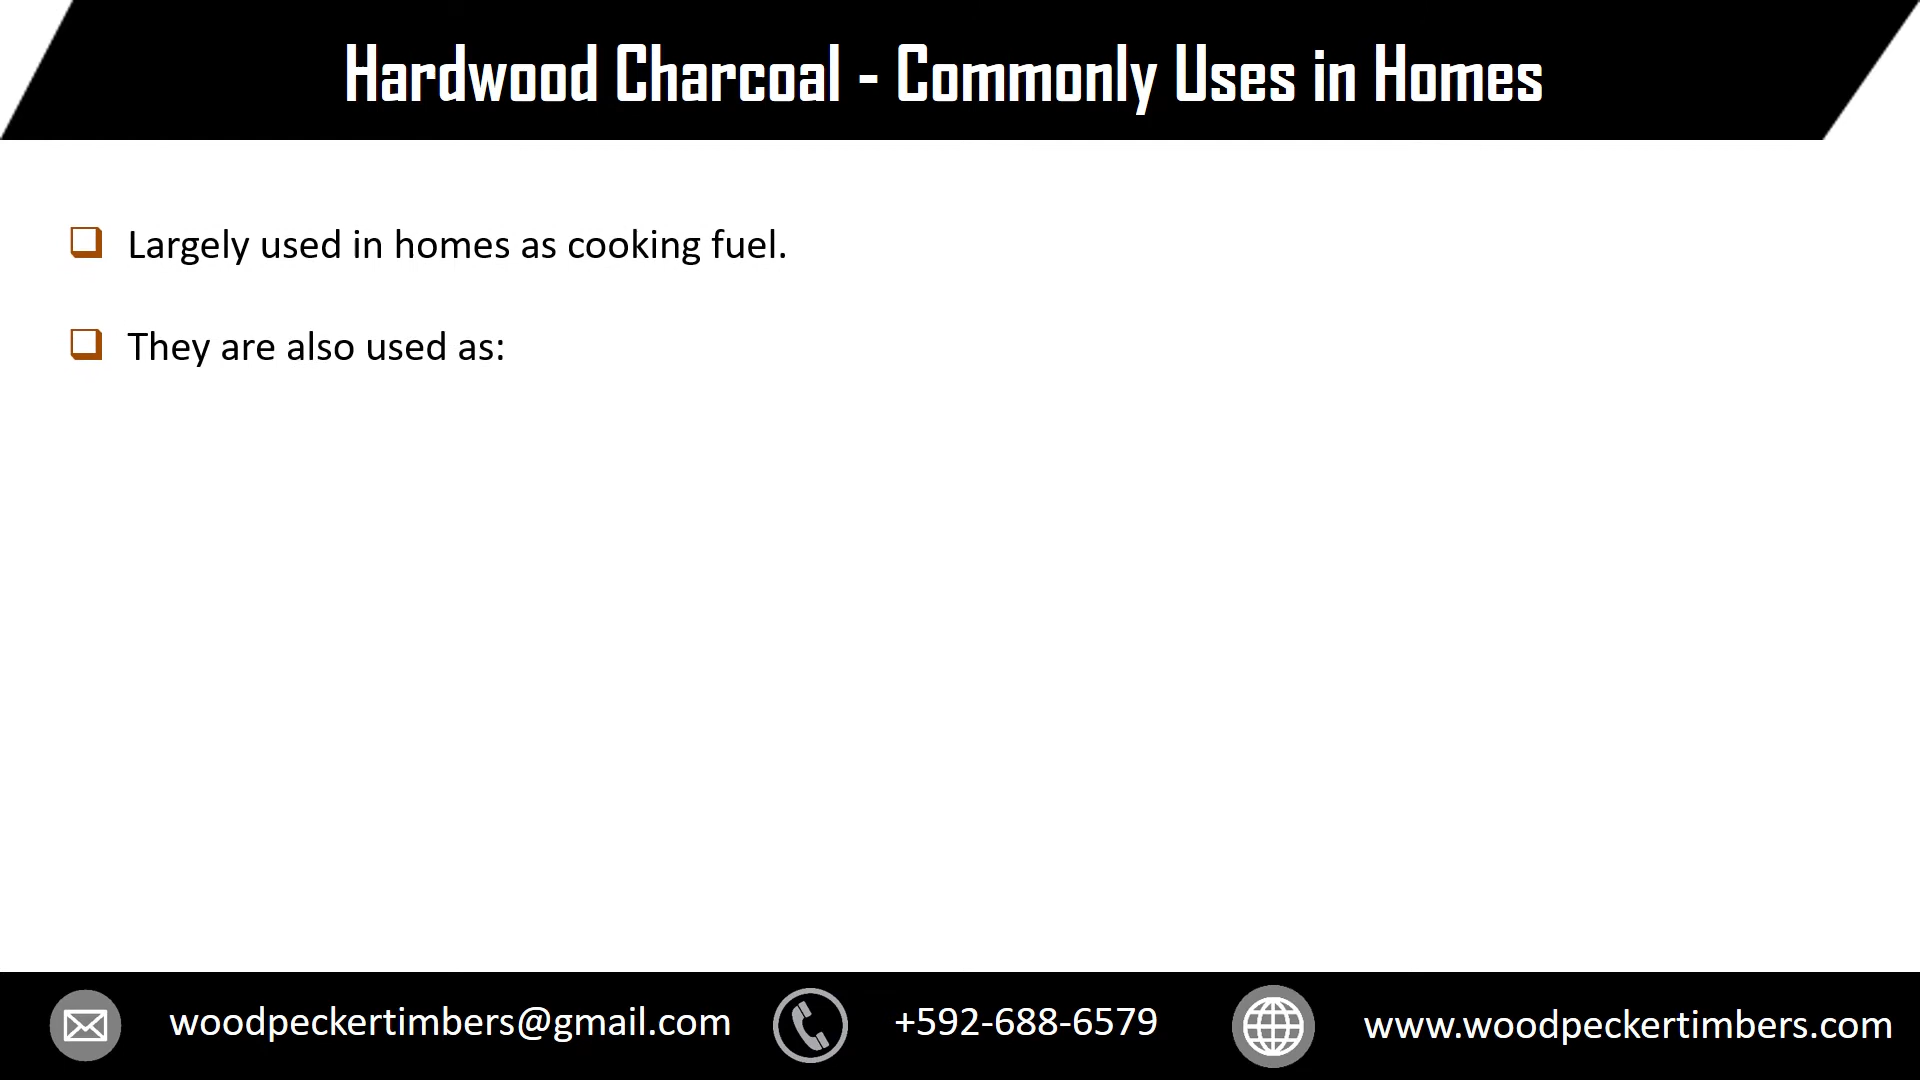 Hardwood Charcoal - Commonly Uses in Homes
Largely used in homes as cooking fuel.
They are also used as:
woodpeckertimbers@gmail.com
+592-688-6579
www.woodpeckertimbers.com